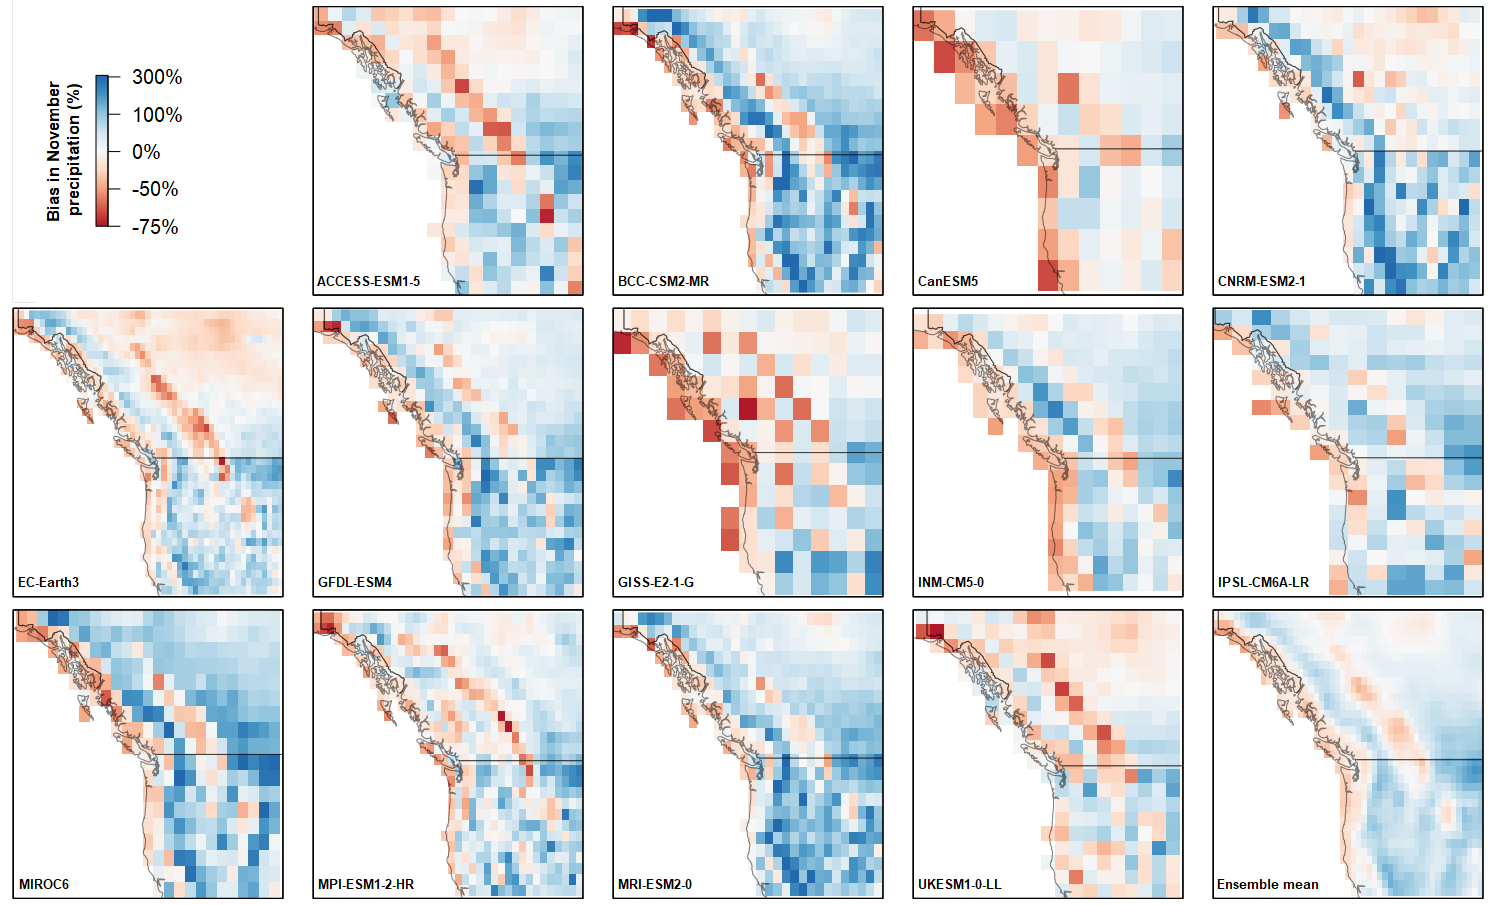 Bias in November
precipitation (%)
300%
100%
0%
-50%
-75%
ACCESS-ESM1-5
BCC-CSM2-MR
CanESM5
CNRM-ESM2-1
EC-Earth3
GFDL-ESM4
GISS-E2-1-G
INM-CM5-0
IPSL-CM6A-LR
MIROC6
MPI-ESM1-2-HR
MRI-ESM2-0
UKESM1-0-LL
Ensemble mean